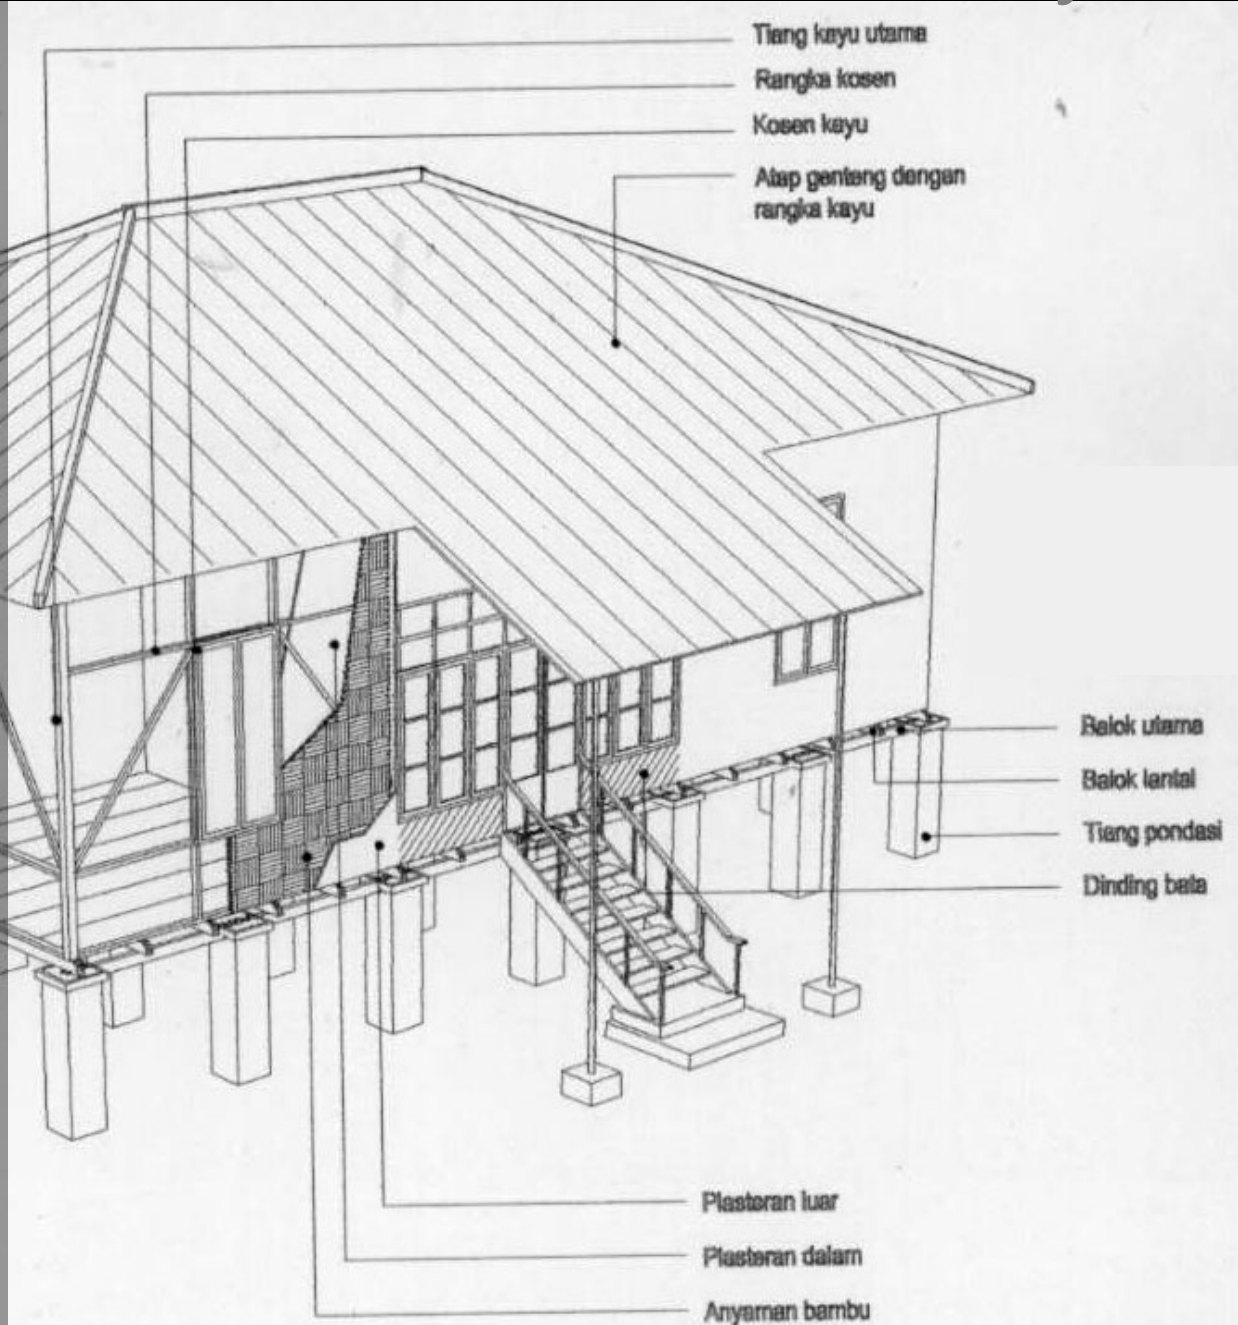 Tiang kayu utama
Rangka kosen
Kosen kayu
Atap genteng dengan
rangka kayu
Balok utama
Balok lantai
Tiang pondasi
Dinding bata
Plasteran luar
Plasteran dalam
Anyaman bambu